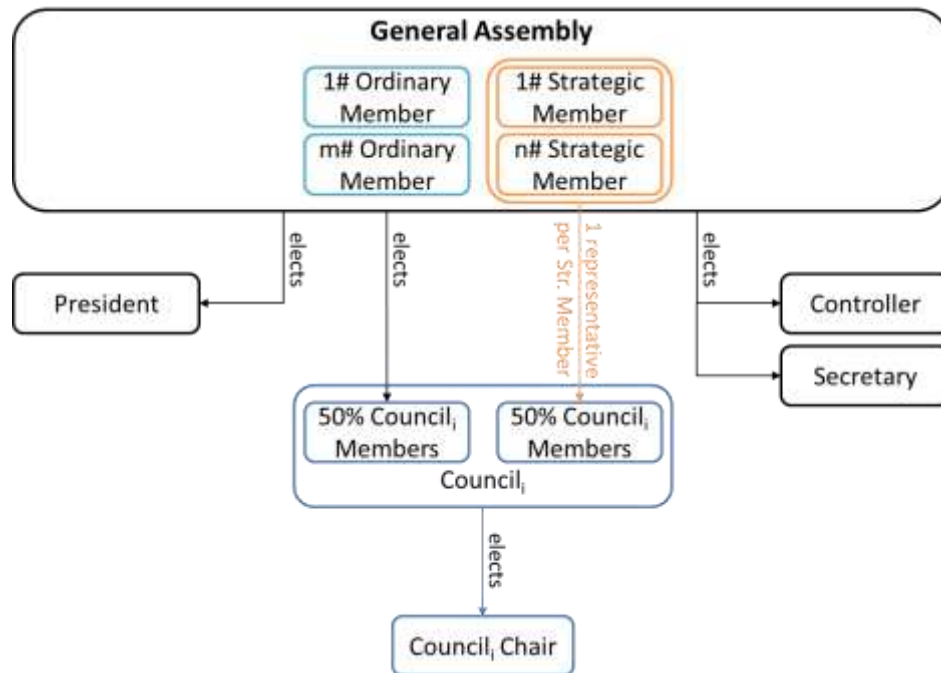 General Assembly
1# Ordinary
Member
1# Strategic
Member
m# Ordinary
Member
n# Strategic
Member
elects
elects
1 representative
per Str. Member
elects
President
Controller
Secretary
50% Councilᵢ
Members
50% Councilᵢ
Members
Councilᵢ
elects
Councilᵢ Chair